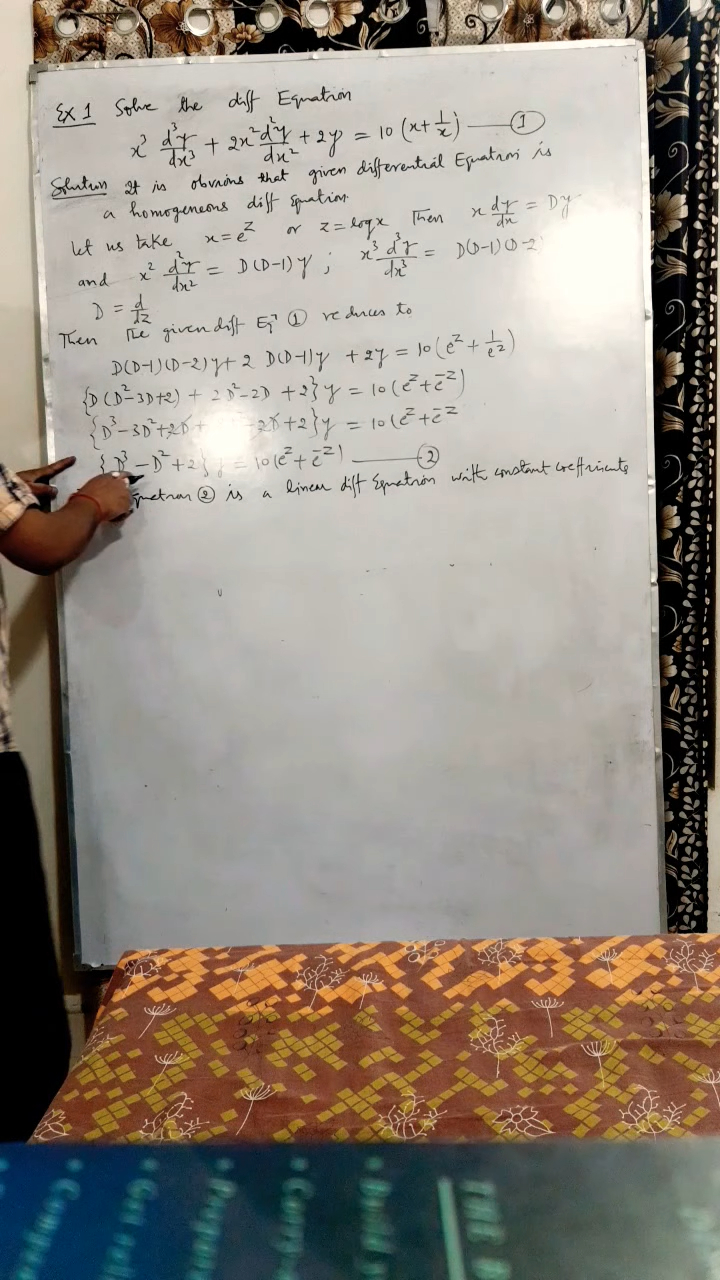 Ex 1 Solve the diff Equation
x³ d³y/dx³ + 2x² d²y/dx² + 2y = 10 (x + 1/x) —— ①
Solution It is obvious that given differential Equation is
a homogeneous diff Equation.
Let us take x = e^z or z = log x Then x dy/dx = Dy
and x² d²y/dx² = D(D-1)y ; x³ d³y/dx³ = D(D-1)(D-2)
D = d/dz
Then The given diff Eqⁿ ① reduces to
D(D-1)(D-2)y + 2 D(D-1)y + 2y = 10(e^z + 1/e^z)
{D(D²-3D+2) + 2D²-2D+2}y = 10(e^z + e^-z)
{D³-3D²+2D+ -2D+2}y = 10(e^z + e^-z
{D³-D²+2}y = 10(e^z + e^-z) —— ②
② is a linear diff Equation with constant coefficients
THE